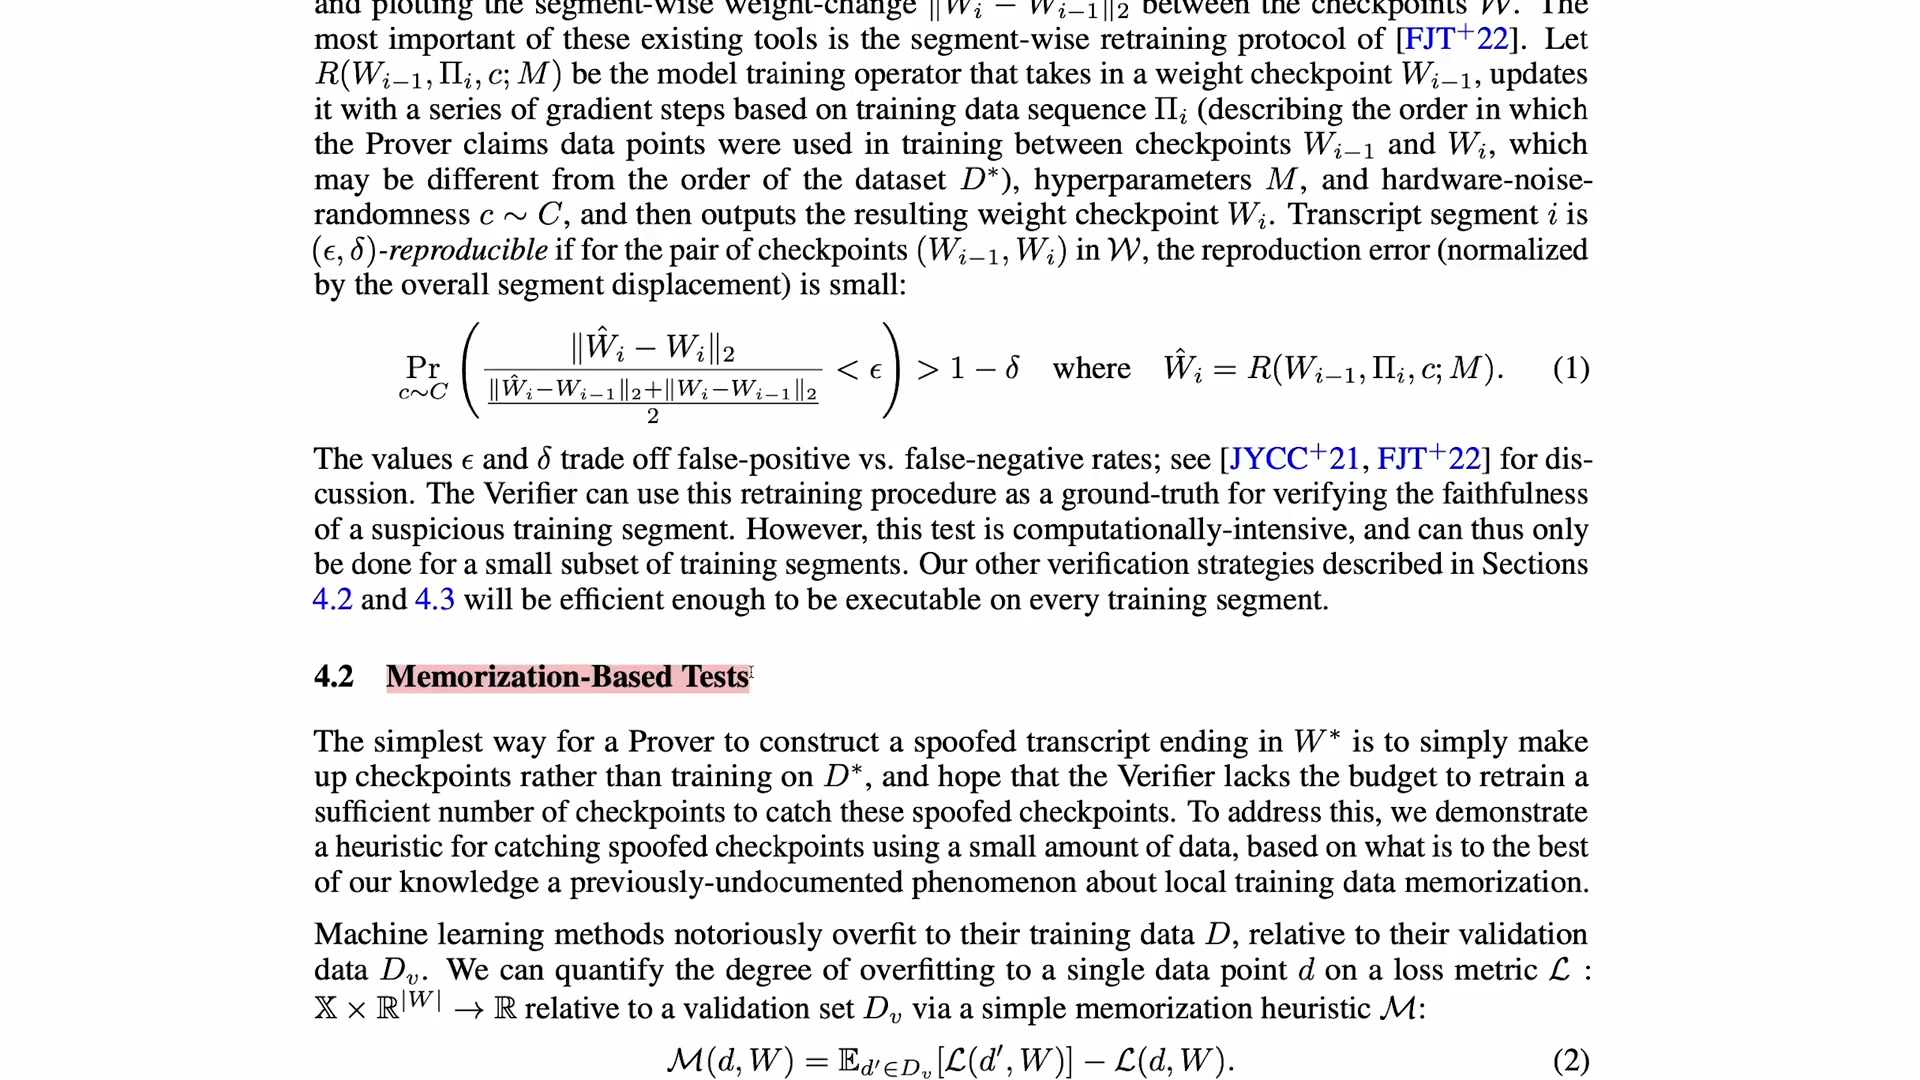 and plotting the segment-wise weight-change ‖W_i − W_{i−1}‖_2 between the checkpoints 𝒲. The
most important of these existing tools is the segment-wise retraining protocol of [FJT+22]. Let
R(W_{i−1}, Π_i, c; M) be the model training operator that takes in a weight checkpoint W_{i−1}, updates
it with a series of gradient steps based on training data sequence Π_i (describing the order in which
the Prover claims data points were used in training between checkpoints W_{i−1} and W_i, which
may be different from the order of the dataset D*), hyperparameters M, and hardware-noise-
randomness c ∼ C, and then outputs the resulting weight checkpoint W_i. Transcript segment i is
(ϵ, δ)-reproducible if for the pair of checkpoints (W_{i−1}, W_i) in 𝒲, the reproduction error (normalized
by the overall segment displacement) is small:
Pr_{c∼C} ( ‖Ŵ_i − W_i‖_2 / ((‖Ŵ_i − W_{i−1}‖_2 + ‖W_i − W_{i−1}‖_2) / 2) < ϵ ) > 1 − δ where Ŵ_i = R(W_{i−1}, Π_i, c; M). (1)
The values ϵ and δ trade off false-positive vs. false-negative rates; see [JYCC+21, FJT+22] for dis-
cussion. The Verifier can use this retraining procedure as a ground-truth for verifying the faithfulness
of a suspicious training segment. However, this test is computationally-intensive, and can thus only
be done for a small subset of training segments. Our other verification strategies described in Sections
4.2 and 4.3 will be efficient enough to be executable on every training segment.
4.2 Memorization-Based Tests
The simplest way for a Prover to construct a spoofed transcript ending in W* is to simply make
up checkpoints rather than training on D*, and hope that the Verifier lacks the budget to retrain a
sufficient number of checkpoints to catch these spoofed checkpoints. To address this, we demonstrate
a heuristic for catching spoofed checkpoints using a small amount of data, based on what is to the best
of our knowledge a previously-undocumented phenomenon about local training data memorization.
Machine learning methods notoriously overfit to their training data D, relative to their validation
data D_v. We can quantify the degree of overfitting to a single data point d on a loss metric ℒ :
𝕏 × ℝ^{|W|} → ℝ relative to a validation set D_v via a simple memorization heuristic ℳ:
ℳ(d, W) = 𝔼_{d′∈D_v}[ℒ(d′, W)] − ℒ(d, W). (2)